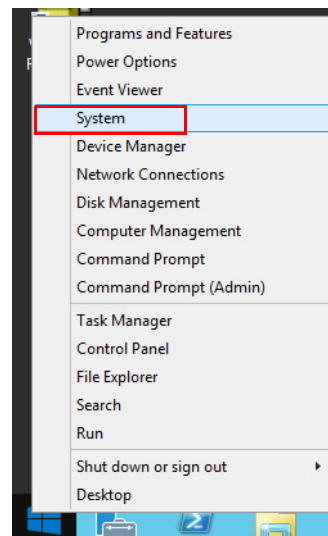 Programs and Features
Power Options
Event Viewer
System
Device Manager
Network Connections
Disk Management
Computer Management
Command Prompt
Command Prompt (Admin)
Task Manager
Control Panel
File Explorer
Search
Run
Shut down or sign out
Desktop